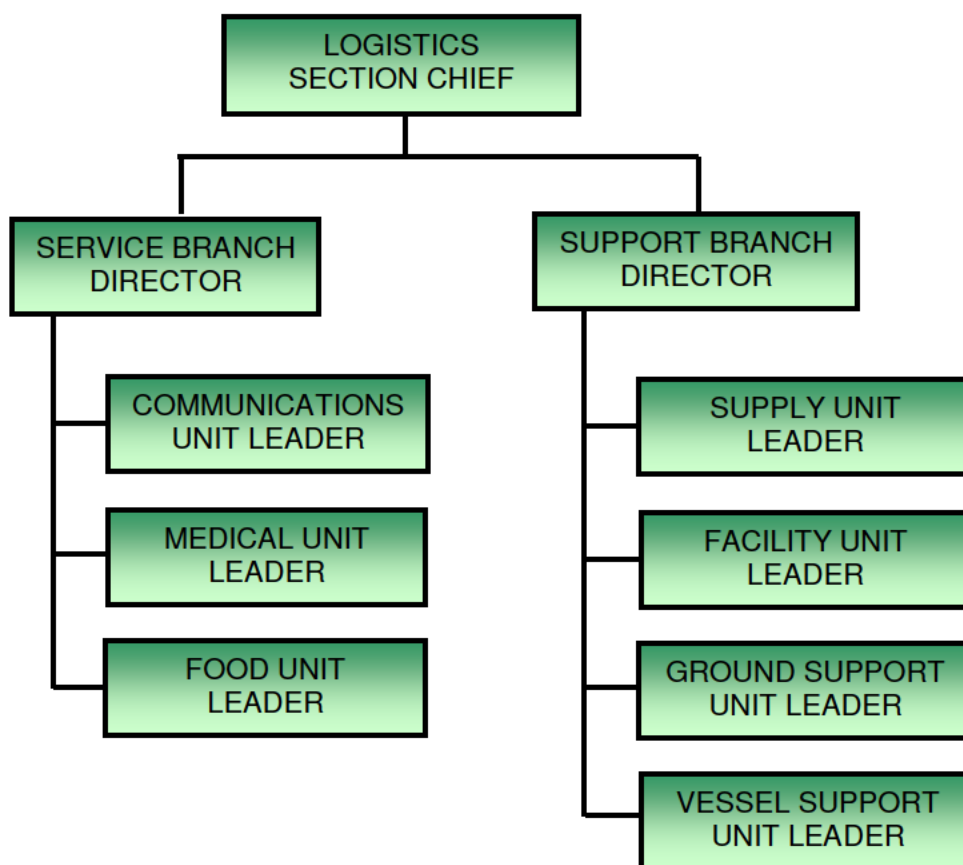 LOGISTICS
SECTION CHIEF
SERVICE BRANCH
DIRECTOR
SUPPORT BRANCH
DIRECTOR
COMMUNICATIONS
UNIT LEADER
MEDICAL UNIT
LEADER
FOOD UNIT
LEADER
SUPPLY UNIT
LEADER
FACILITY UNIT
LEADER
GROUND SUPPORT
UNIT LEADER
VESSEL SUPPORT
UNIT LEADER